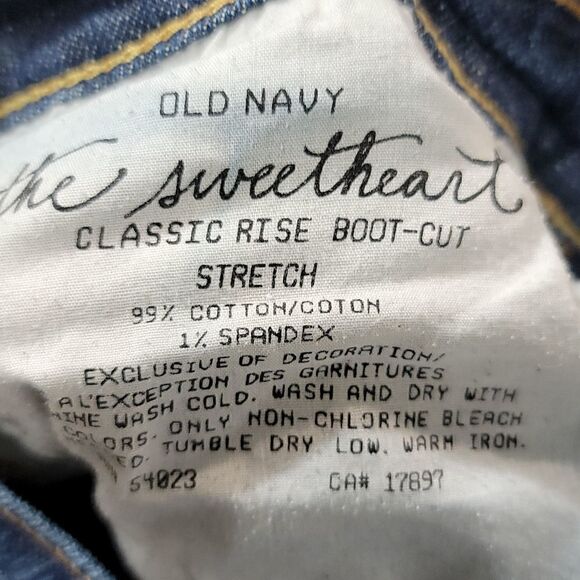 OLD NAVY
the sweetheart
CLASSIC RISE BOOT-CUT
STRETCH
99% COTTON/COTON
1% SPANDEX
EXCLUSIVE OF DECORATION/
A L'EXCEPTION DES GARNITURES
WASH COLD. WASH AND DRY WITH
ONLY NON-CHLORINE BLEACH
TUMBLE DRY LOW. WARM IRON.
54023 CA# 17897